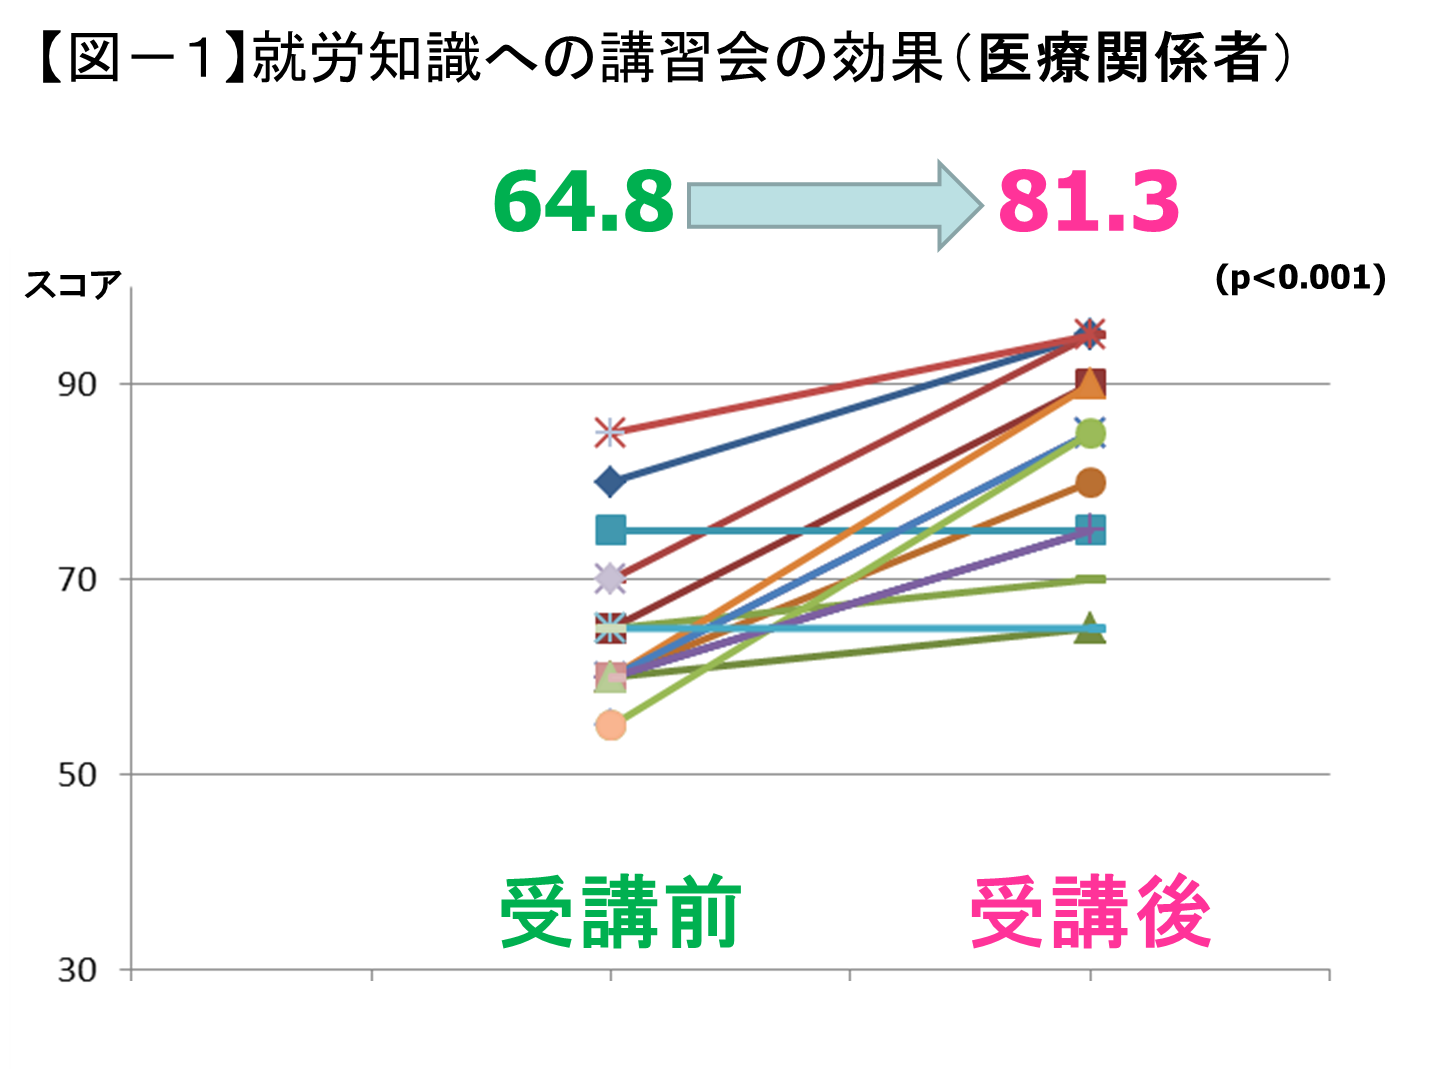 【図－１】就労知識への講習会の効果（医療関係者）
64.8 81.3
スコア
(p<0.001)
90
70
50
受講前 受講後
30